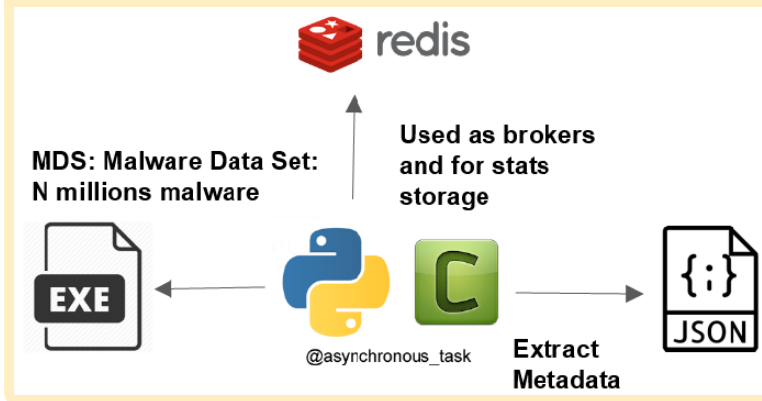 redis
MDS: Malware Data Set:
N millions malware
Used as brokers
and for stats
storage
EXE
C
{;}
JSON
@asynchronous_task
Extract
Metadata